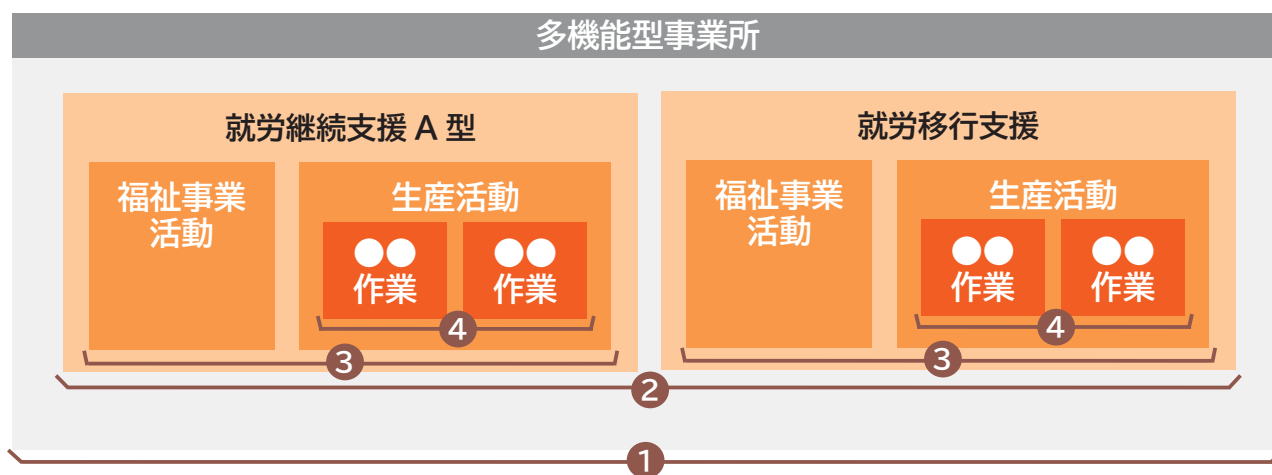 多機能型事業所
就労継続支援 A 型
福祉事業
活動
生産活動
●●
作業
●●
作業
4
3
就労移行支援
福祉事業
活動
生産活動
●●
作業
●●
作業
4
3
2
1